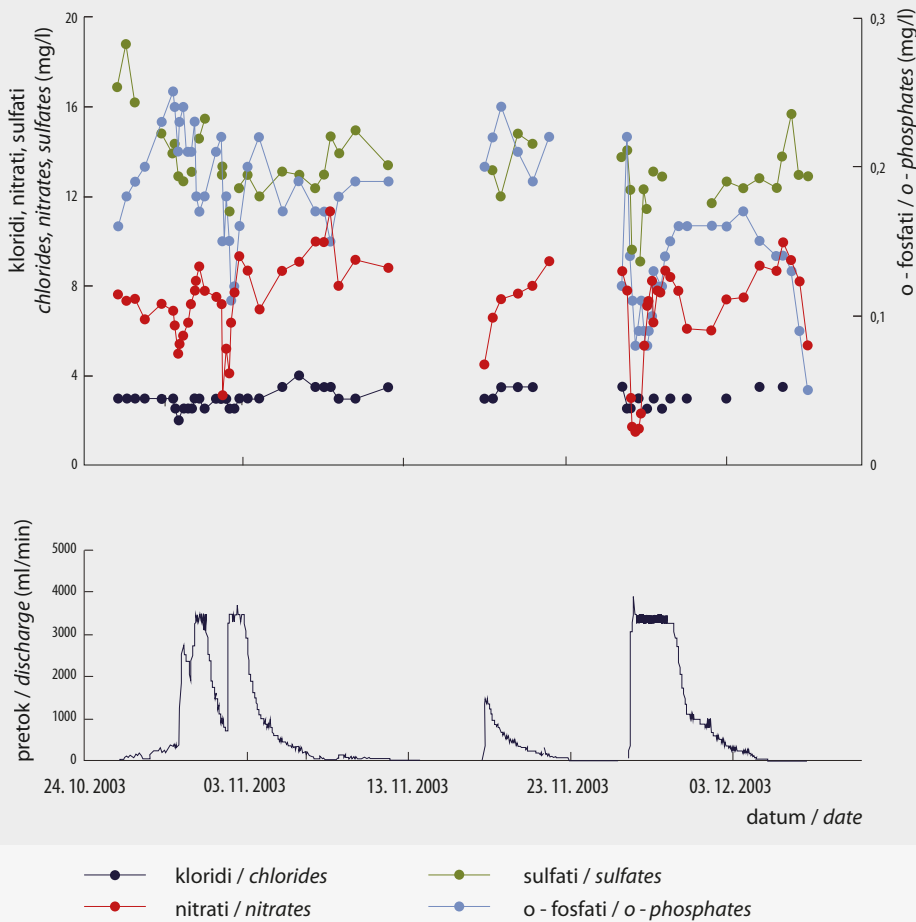 kloridi, nitrati, sulfati
chlorides, nitrates, sulfates (mg/l)
20
16
12
8
4
0
0,3
0,2
0,1
0
o - fosfati / o - phosphates (mg/l)
pretok / discharge (ml/min)
5000
4000
3000
2000
1000
0
24. 10. 2003
03. 11. 2003
13. 11. 2003
23. 11. 2003
03. 12. 2003
datum / date
kloridi / chlorides
sulfati / sulfates
nitrati / nitrates
o - fosfati / o - phosphates